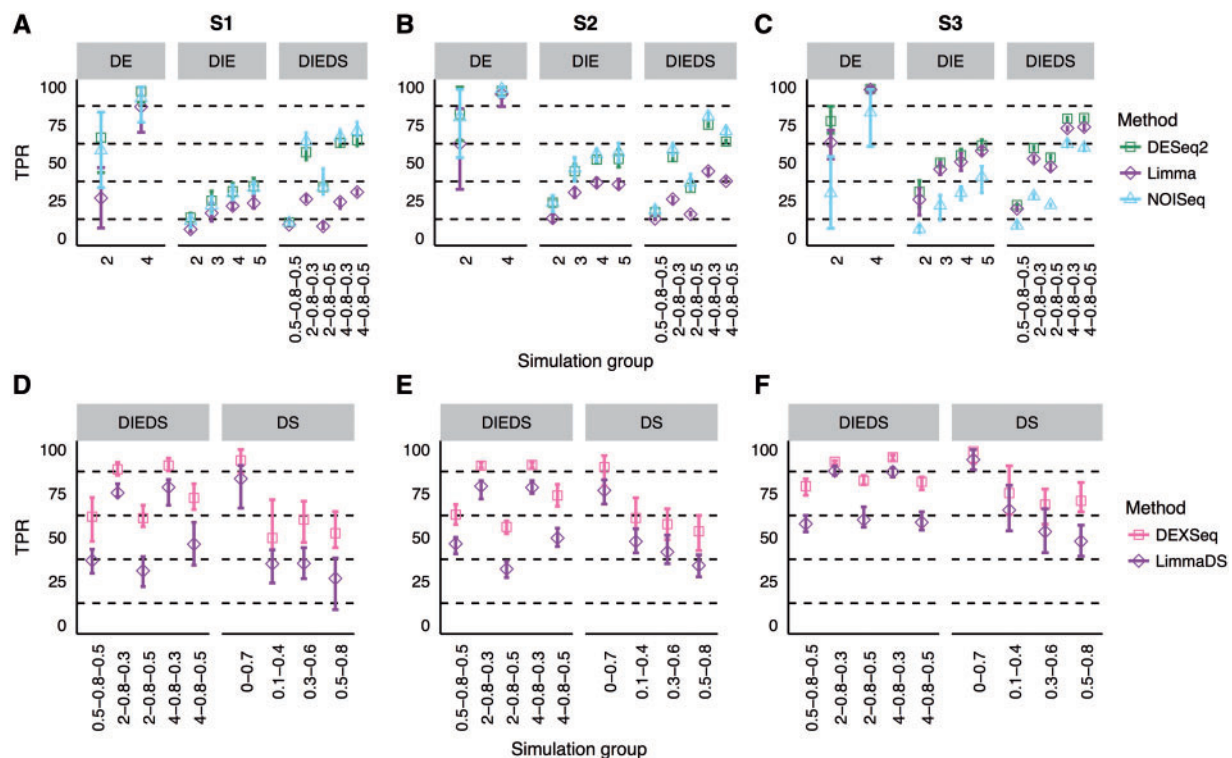 A S1 B S2 C S3
DE DIE DIEDS DE DIE DIEDS DE DIE DIEDS
100
75
50
25
0
TPR
100
75
50
25
0
100
75
50
25
0
Method
DESeq2
Limma
NOISeq
2 4 2 3 4 5 0.5–0.8–0.5 2–0.8–0.3 2–0.8–0.5 4–0.8–0.3 4–0.8–0.5
2 4 2 3 4 5 0.5–0.8–0.5 2–0.8–0.3 2–0.8–0.5 4–0.8–0.3 4–0.8–0.5
2 4 2 3 4 5 0.5–0.8–0.5 2–0.8–0.3 2–0.8–0.5 4–0.8–0.3 4–0.8–0.5
Simulation group
D E F
DIEDS DS DIEDS DS DIEDS DS
100
75
50
25
0
TPR
100
75
50
25
0
100
75
50
25
0
Method
DEXSeq
LimmaDS
0.5–0.8–0.5 2–0.8–0.3 2–0.8–0.5 4–0.8–0.3 4–0.8–0.5 0–0.7 0.1–0.4 0.3–0.6 0.5–0.8
0.5–0.8–0.5 2–0.8–0.3 2–0.8–0.5 4–0.8–0.3 4–0.8–0.5 0–0.7 0.1–0.4 0.3–0.6 0.5–0.8
0.5–0.8–0.5 2–0.8–0.3 2–0.8–0.5 4–0.8–0.3 4–0.8–0.5 0–0.7 0.1–0.4 0.3–0.6 0.5–0.8
Simulation group